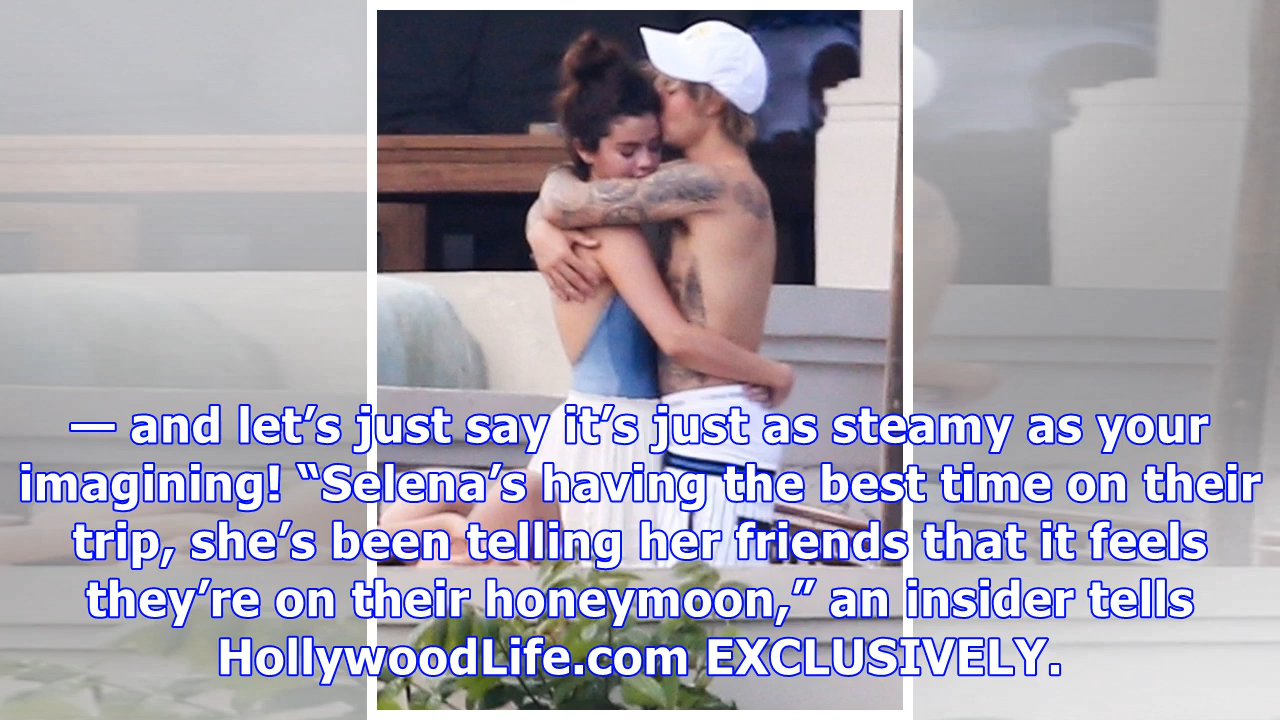 — and let’s just say it’s just as steamy as your
imagining! “Selena’s having the best time on their
trip, she’s been telling her friends that it feels
they’re on their honeymoon,” an insider tells
HollywoodLife.com EXCLUSIVELY.